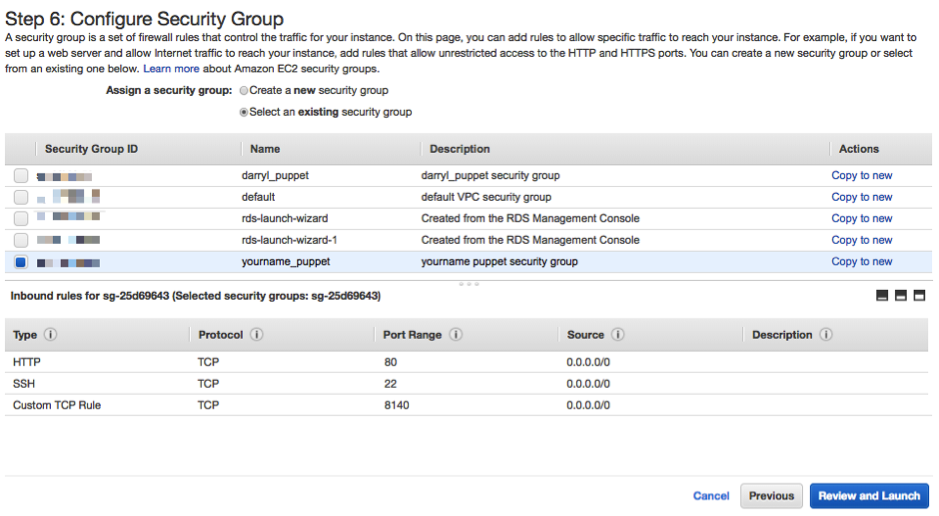 Step 6: Configure Security Group
A security group is a set of firewall rules that control the traffic for your instance. On this page, you can add rules to allow specific traffic to reach your instance. For example, if you want to
set up a web server and allow Internet traffic to reach your instance, add rules that allow unrestricted access to the HTTP and HTTPS ports. You can create a new security group or select
from an existing one below. Learn more about Amazon EC2 security groups.
Assign a security group: Create a new security group
Select an existing security group
Security Group ID Name Description Actions
darryl_puppet darryl_puppet security group Copy to new
default default VPC security group Copy to new
rds-launch-wizard Created from the RDS Management Console Copy to new
rds-launch-wizard-1 Created from the RDS Management Console Copy to new
yourname_puppet yourname puppet security group Copy to new
Inbound rules for sg-25d69643 (Selected security groups: sg-25d69643)
Type Protocol Port Range Source Description
HTTP TCP 80 0.0.0.0/0
SSH TCP 22 0.0.0.0/0
Custom TCP Rule TCP 8140 0.0.0.0/0
Cancel Previous Review and Launch